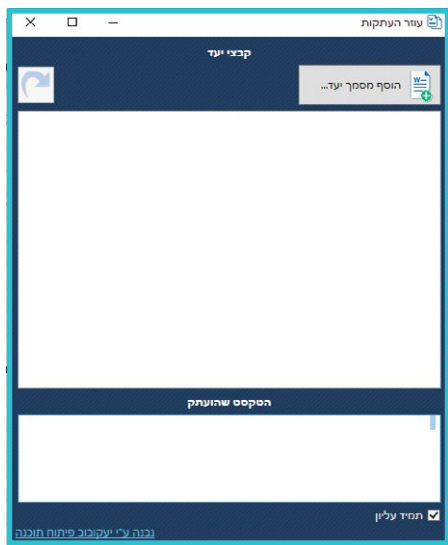 עוזר העתקות
קבצי יעד
הוסף מסמך יעד...
הטקסט שהועתק
תמיד עליון
נבנה ע״י יעקובוב פיתוח תוכנה